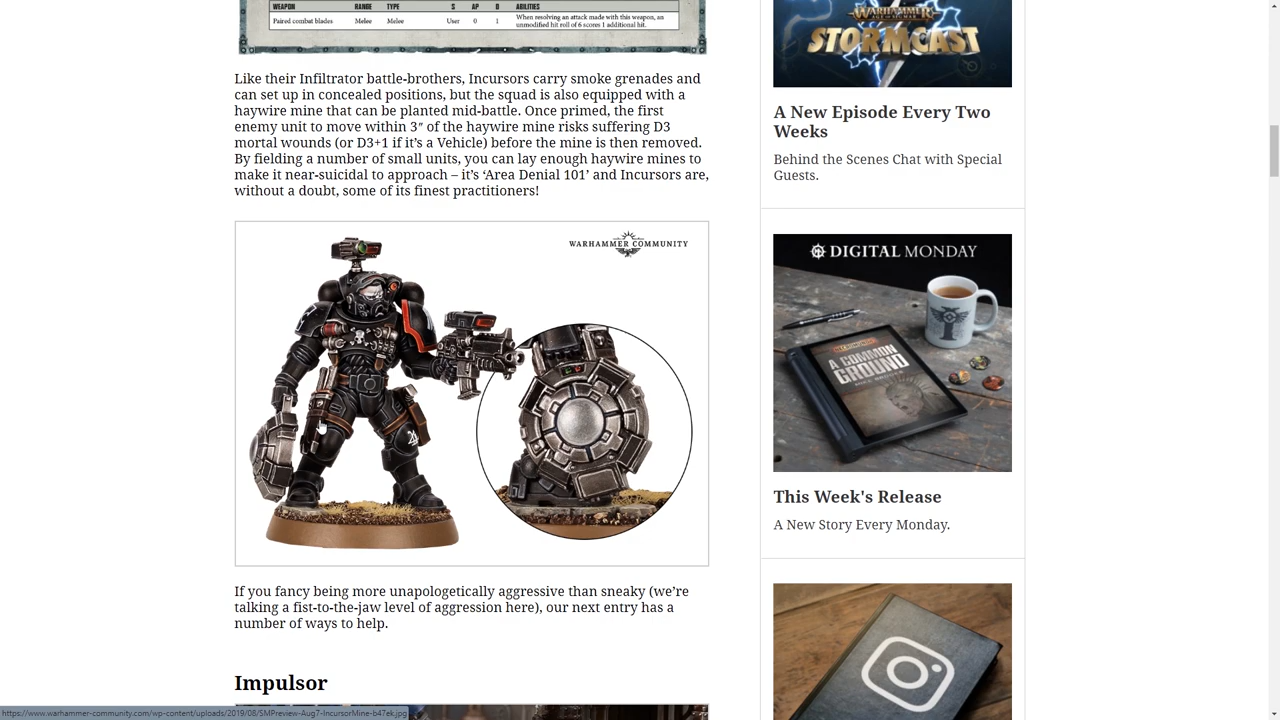 WEAPON RANGE TYPE S AP D ABILITIES
Paired combat blades Melee Melee User 0 1 When resolving an attack made with this weapon, an
unmodified hit roll of 6 scores 1 additional hit.
Like their Infiltrator battle-brothers, Incursors carry smoke grenades and
can set up in concealed positions, but the squad is also equipped with a
haywire mine that can be planted mid-battle. Once primed, the first
enemy unit to move within 3″ of the haywire mine risks suffering D3
mortal wounds (or D3+1 if it’s a Vehicle) before the mine is then removed.
By fielding a number of small units, you can lay enough haywire mines to
make it near-suicidal to approach – it’s ‘Area Denial 101’ and Incursors are,
without a doubt, some of its finest practitioners!
WARHAMMER COMMUNITY
If you fancy being more unapologetically aggressive than sneaky (we’re
talking a fist-to-the-jaw level of aggression here), our next entry has a
number of ways to help.
Impulsor
https://www.warhammer-community.com/wp-content/uploads/2019/08/SMPreview-Aug7-IncursorMine-b47ek.jpg
WARHAMMER
AGE OF SIGMAR
STORMCAST
A New Episode Every Two
Weeks
Behind the Scenes Chat with Special
Guests.
DIGITAL MONDAY
A COMMON
GROUND
This Week's Release
A New Story Every Monday.